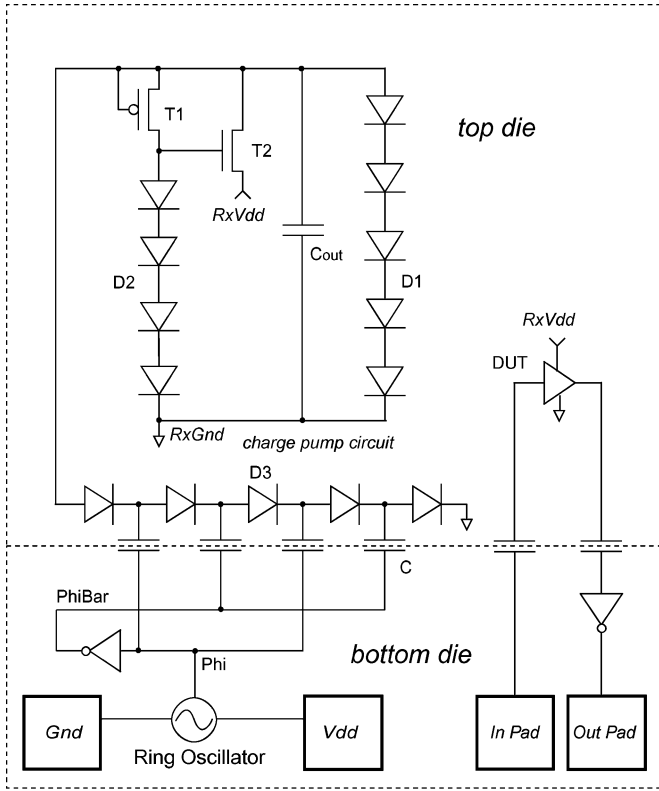 T1
top die
T2
RxVdd
Cout
D2
D1
RxVdd
DUT
RxGnd
charge pump circuit
D3
C
PhiBar
Phi
bottom die
Gnd
Vdd
In Pad
Out Pad
Ring Oscillator